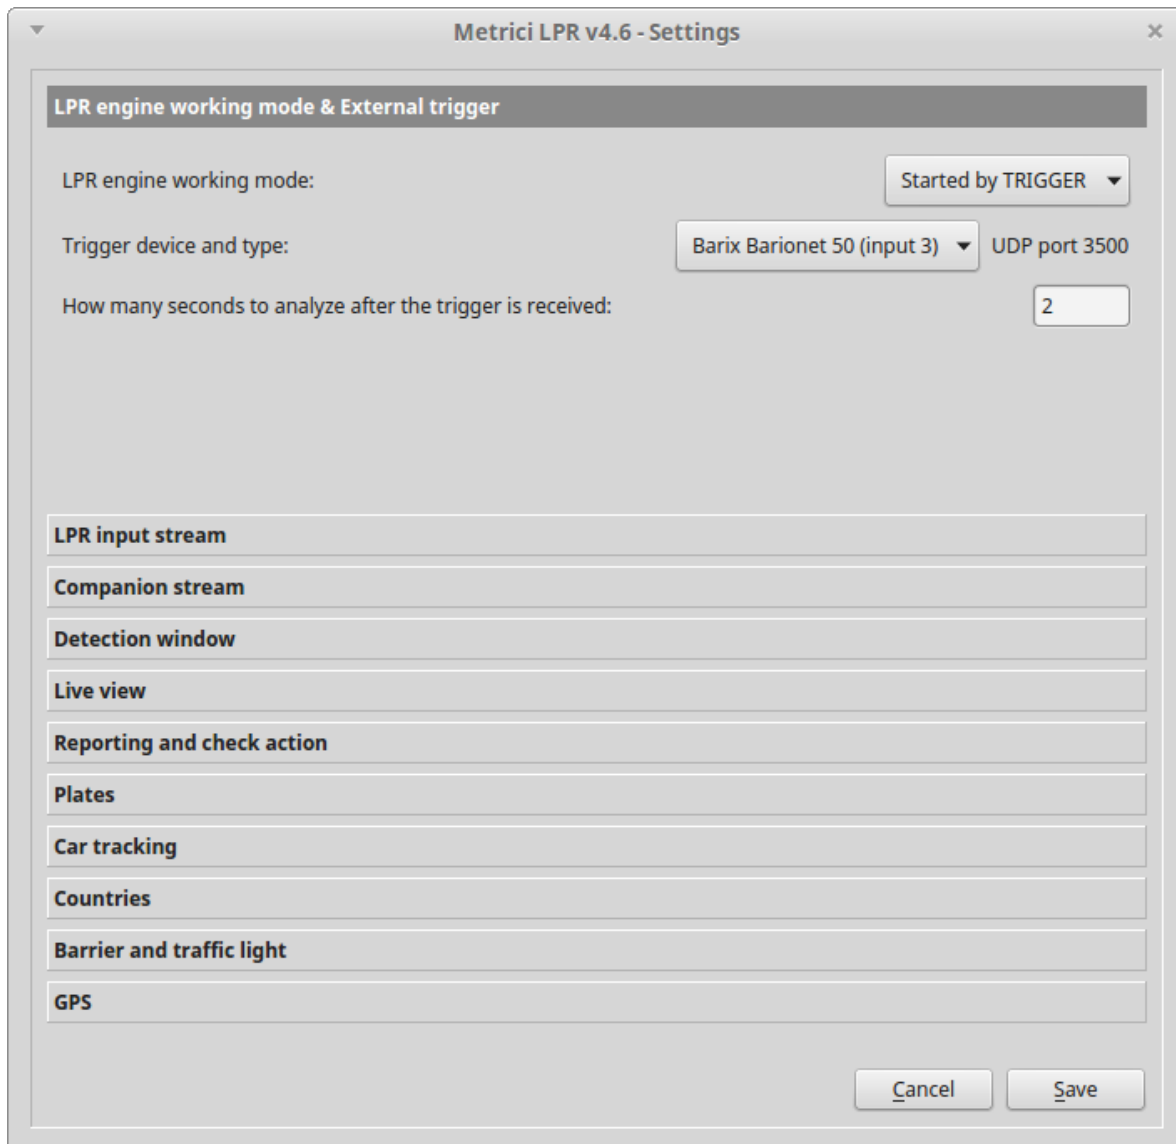 Metrici LPR v4.6 - Settings
LPR engine working mode & External trigger
LPR engine working mode: Started by TRIGGER
Trigger device and type: Barix Barionet 50 (input 3) UDP port 3500
How many seconds to analyze after the trigger is received: 2
LPR input stream
Companion stream
Detection window
Live view
Reporting and check action
Plates
Car tracking
Countries
Barrier and traffic light
GPS
Cancel Save